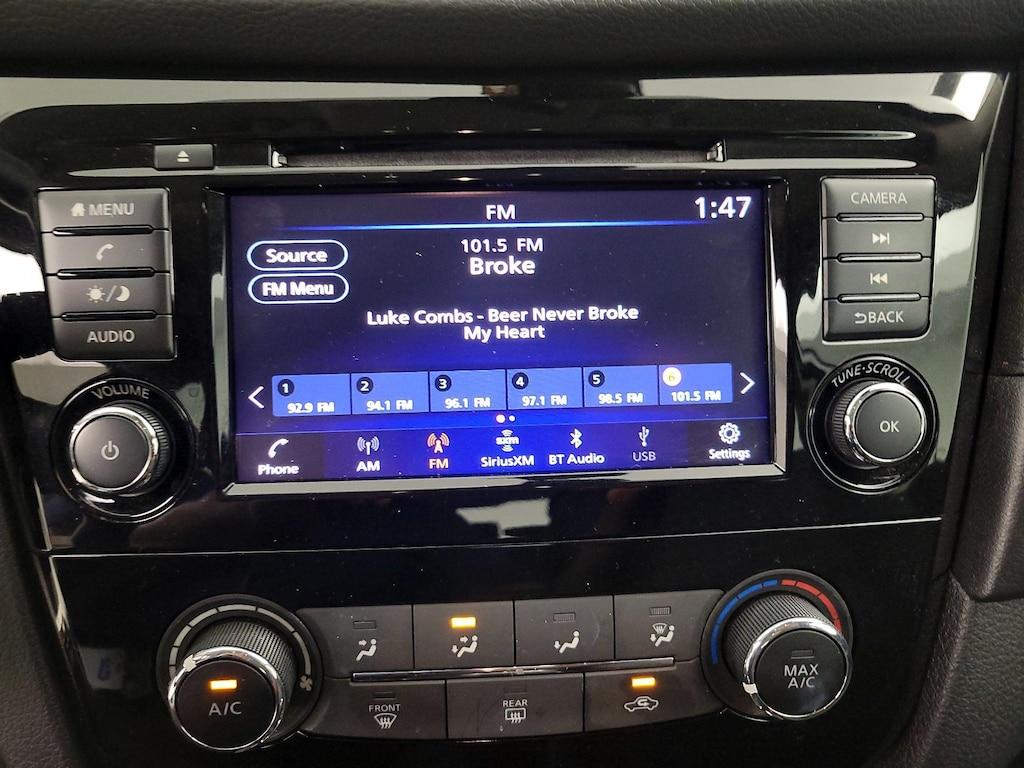 MENU
AUDIO
VOLUME
FM
1:47
Source
FM Menu
101.5 FM
Broke
Luke Combs - Beer Never Broke
My Heart
1
92.9 FM
2
94.1 FM
3
96.1 FM
4
97.1 FM
5
98.5 FM
6
101.5 FM
Phone
AM
FM
sxm
SiriusXM
BT Audio
USB
Settings
CAMERA
BACK
TUNE•SCROLL
OK
A/C
FRONT
REAR
MAX
A/C